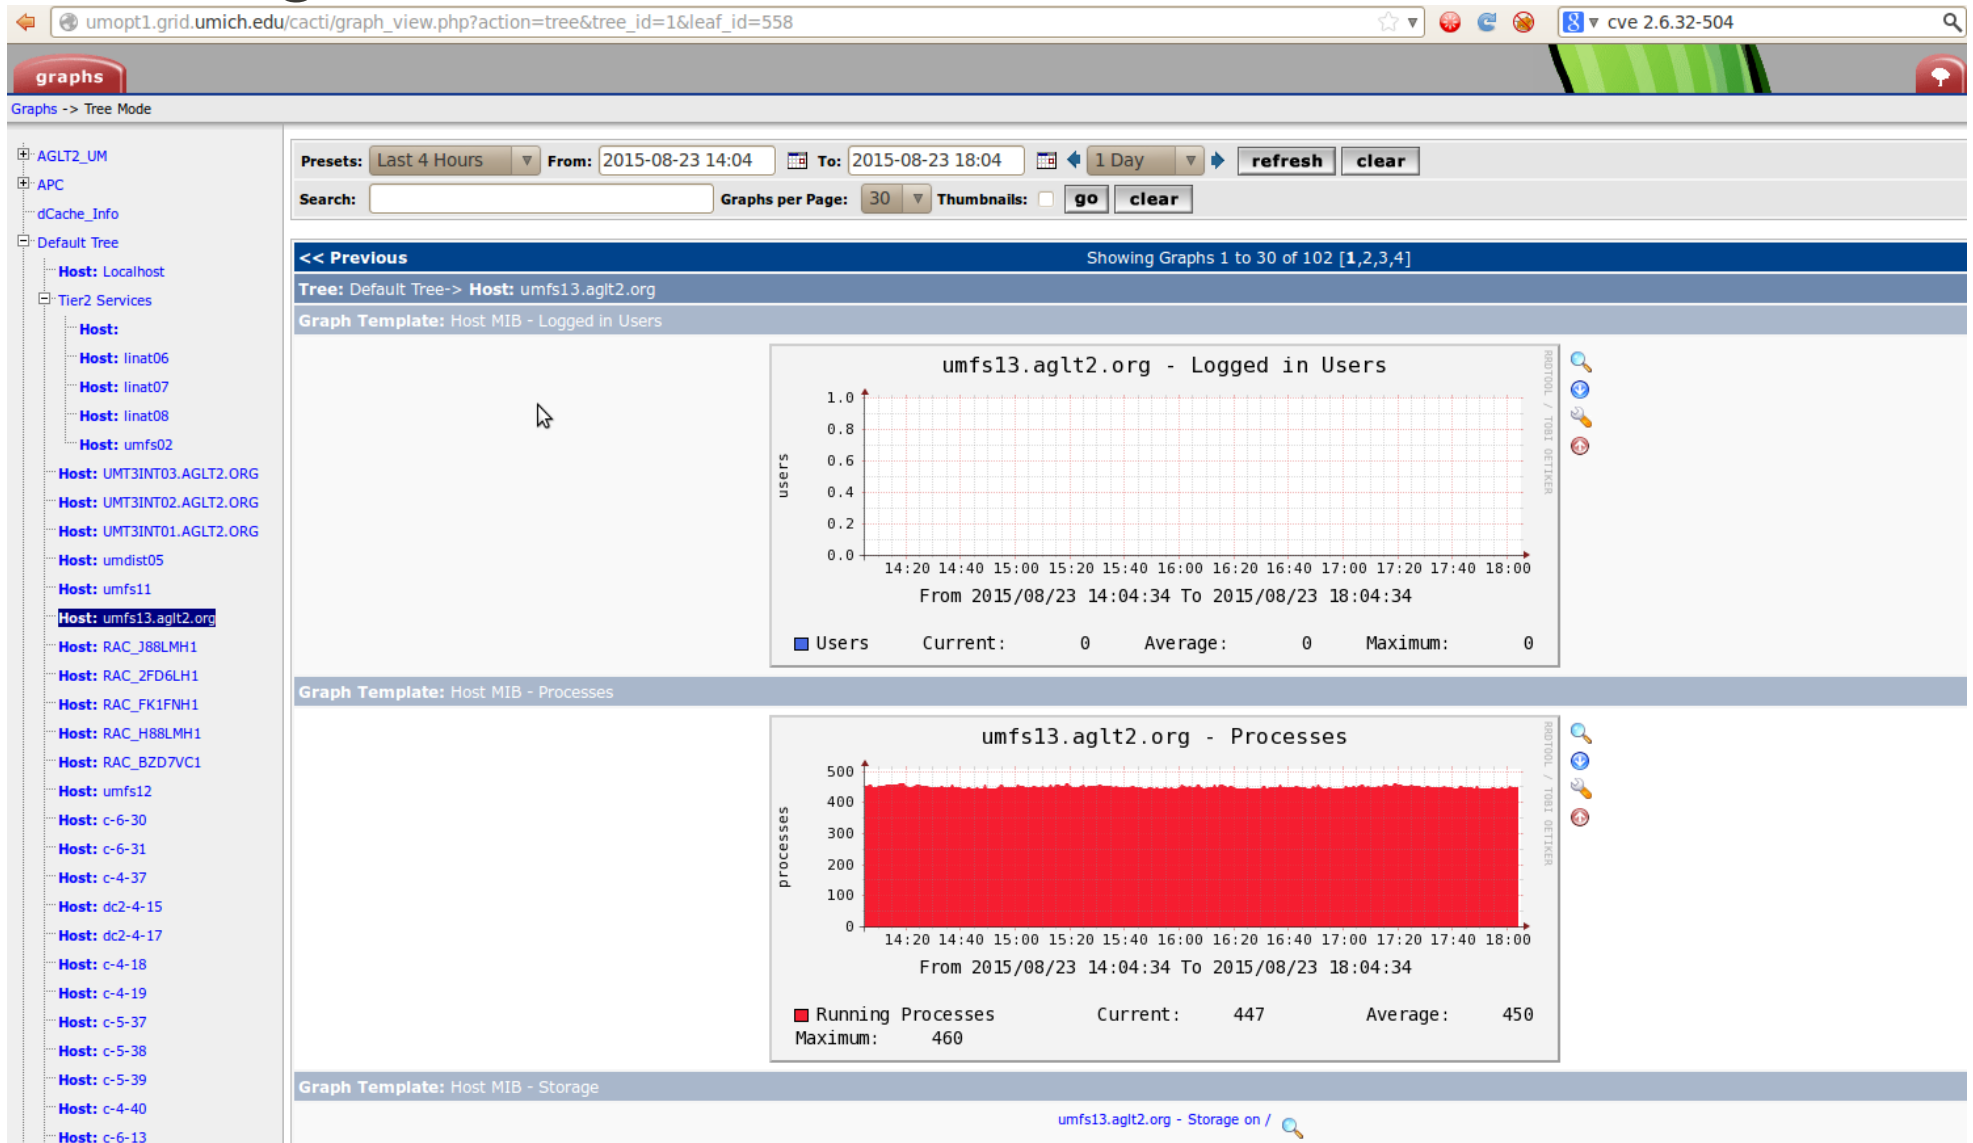 umopt1.grid.umich.edu/cacti/graph_view.php?action=tree&tree_id=1&leaf_id=558
cve 2.6.32-504
graphs
Graphs -> Tree Mode
AGLT2_UM
APC
dCache_Info
Default Tree
Host: Localhost
Tier2 Services
Host:
Host: linat06
Host: linat07
Host: linat08
Host: umfs02
Host: UMT3INT03.AGLT2.ORG
Host: UMT3INT02.AGLT2.ORG
Host: UMT3INT01.AGLT2.ORG
Host: umdist05
Host: umfs11
Host: umfs13.aglt2.org
Host: RAC_J88LMH1
Host: RAC_2FD6LH1
Host: RAC_FK1FNH1
Host: RAC_H88LMH1
Host: RAC_BZD7VC1
Host: umfs12
Host: c-6-30
Host: c-6-31
Host: c-4-37
Host: dc2-4-15
Host: dc2-4-17
Host: c-4-18
Host: c-4-19
Host: c-5-37
Host: c-5-38
Host: c-5-39
Host: c-4-40
Host: c-6-13
Presets: Last 4 Hours From: 2015-08-23 14:04 To: 2015-08-23 18:04 1 Day refresh clear
Search: Graphs per Page: 30 Thumbnails: go clear
<< Previous Showing Graphs 1 to 30 of 102 [1,2,3,4]
Tree: Default Tree-> Host: umfs13.aglt2.org
Graph Template: Host MIB - Logged in Users
umfs13.aglt2.org - Logged in Users
RRDTOOL / TOBI OETIKER
users
1.0
0.8
0.6
0.4
0.2
0.0
14:20 14:40 15:00 15:20 15:40 16:00 16:20 16:40 17:00 17:20 17:40 18:00
From 2015/08/23 14:04:34 To 2015/08/23 18:04:34
Users Current: 0 Average: 0 Maximum: 0
Graph Template: Host MIB - Processes
umfs13.aglt2.org - Processes
RRDTOOL / TOBI OETIKER
processes
500
400
300
200
100
0
14:20 14:40 15:00 15:20 15:40 16:00 16:20 16:40 17:00 17:20 17:40 18:00
From 2015/08/23 14:04:34 To 2015/08/23 18:04:34
Running Processes Current: 447 Average: 450
Maximum: 460
Graph Template: Host MIB - Storage
umfs13.aglt2.org - Storage on /